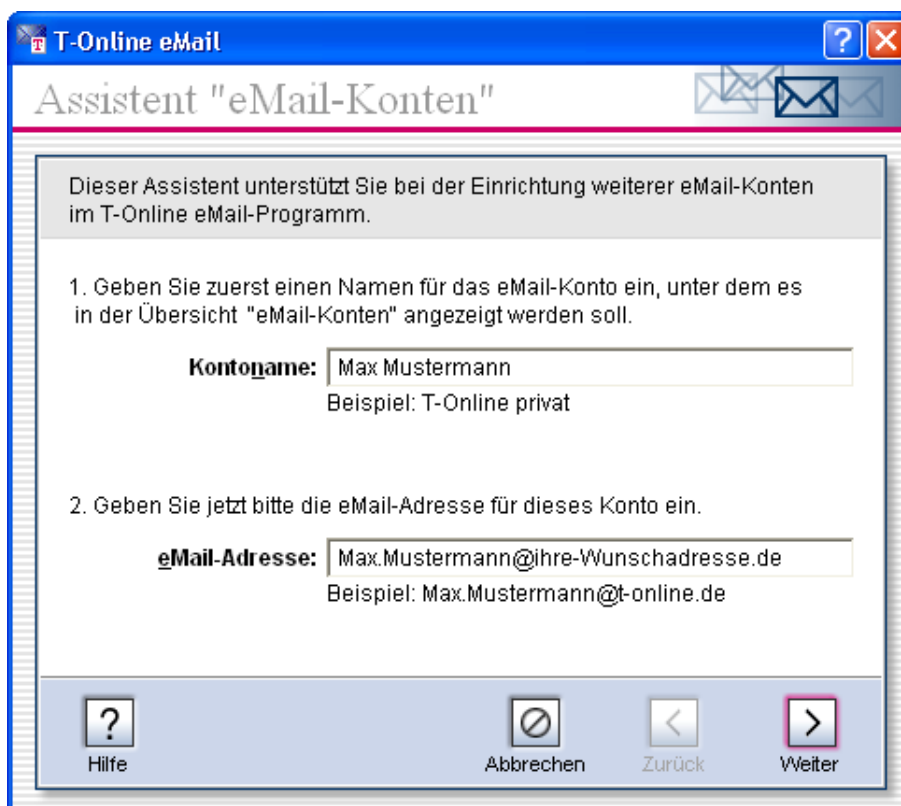 T-Online eMail
Assistent "eMail-Konten"
Dieser Assistent unterstützt Sie bei der Einrichtung weiterer eMail-Konten
im T-Online eMail-Programm.
1. Geben Sie zuerst einen Namen für das eMail-Konto ein, unter dem es
in der Übersicht "eMail-Konten" angezeigt werden soll.
Kontoname: Max Mustermann
Beispiel: T-Online privat
2. Geben Sie jetzt bitte die eMail-Adresse für dieses Konto ein.
eMail-Adresse: Max.Mustermann@ihre-Wunschadresse.de
Beispiel: Max.Mustermann@t-online.de
Hilfe Abbrechen Zurück Weiter